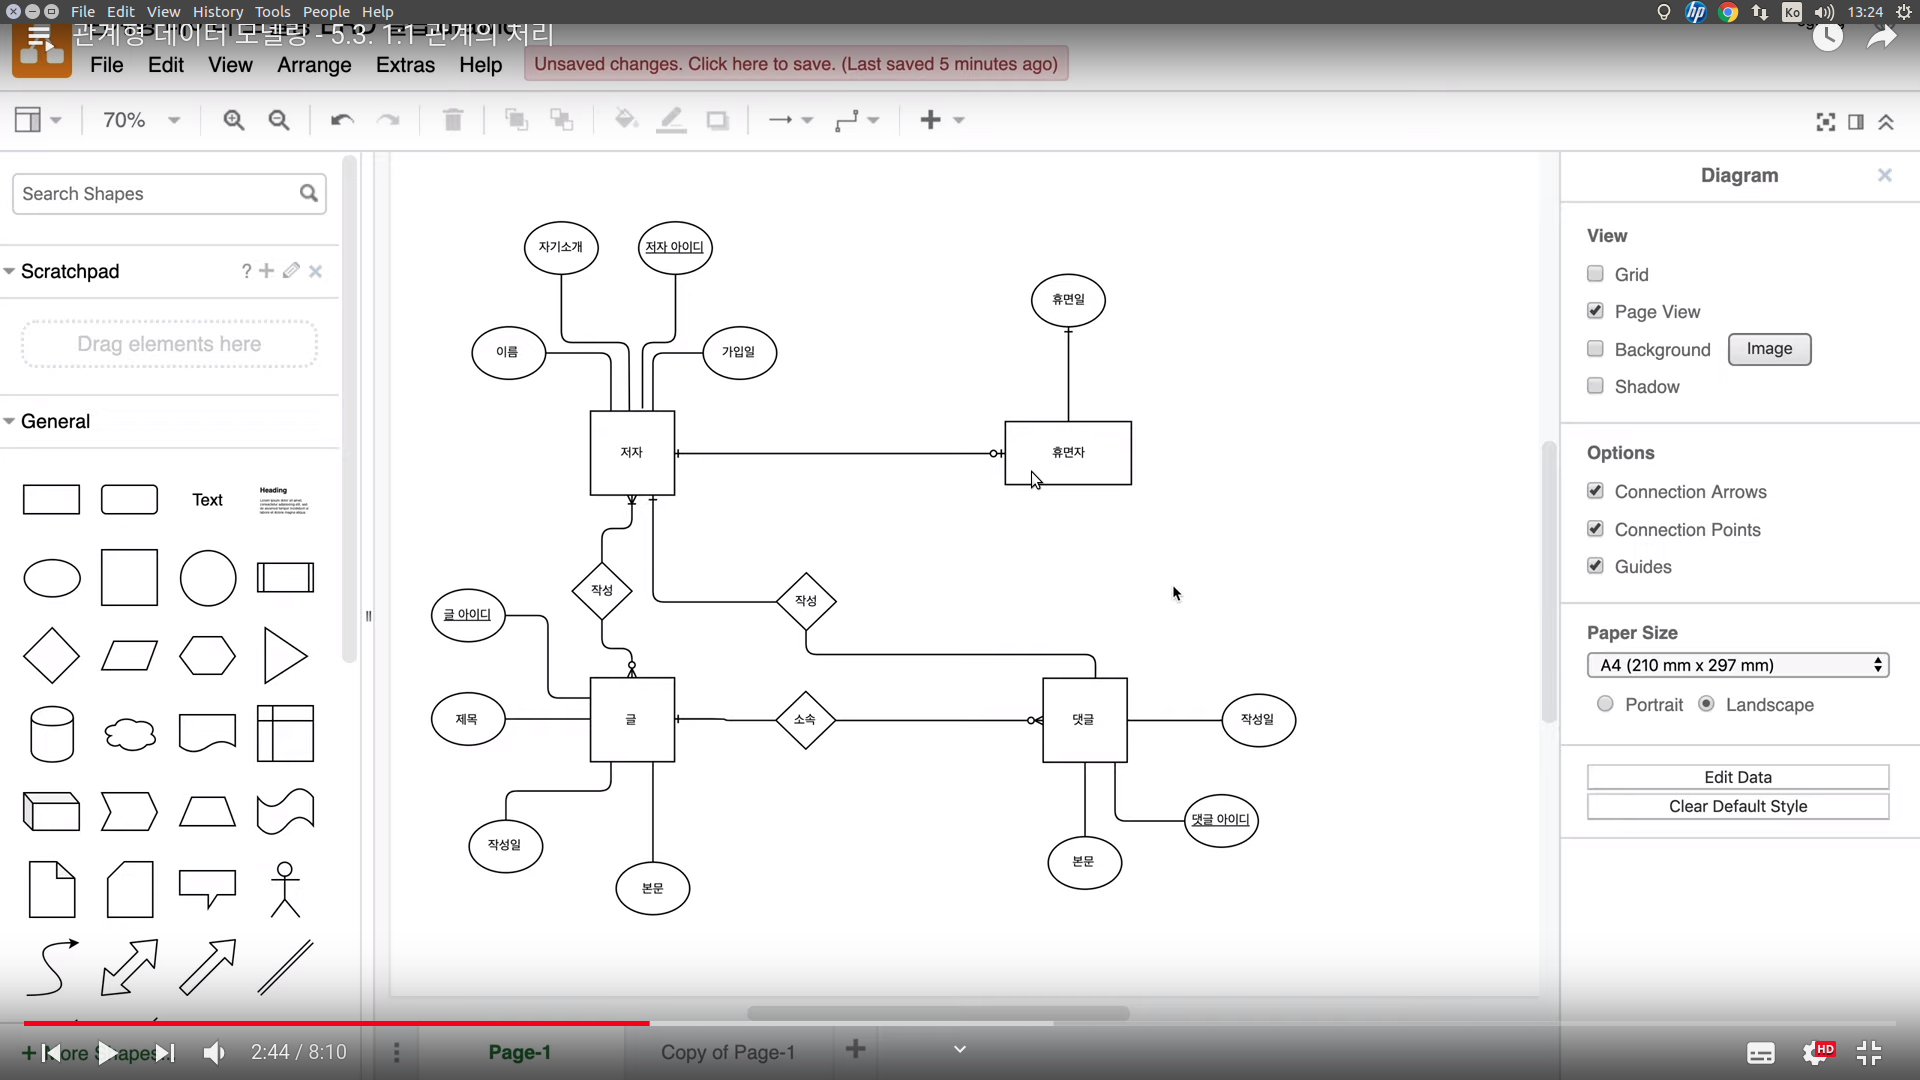 File Edit View History Tools People Help
Ko
13:24
관계형 데이터 모델링 - 5.3. 1:1 관계의 처리
File Edit View Arrange Extras Help
Unsaved changes. Click here to save. (Last saved 5 minutes ago)
70%
Search Shapes
Scratchpad
?
Drag elements here
General
Text
Heading
자기소개
저자 아이디
휴면일
이름
가입일
저자
휴면자
작성
작성
글 아이디
제목
글
소속
댓글
작성일
작성일
댓글 아이디
본문
본문
Diagram
View
Grid
Page View
Background
Image
Shadow
Options
Connection Arrows
Connection Points
Guides
Paper Size
A4 (210 mm x 297 mm)
Portrait
Landscape
Edit Data
Clear Default Style
+ More Shapes...
2:44 / 8:10
Page-1
Copy of Page-1
HD